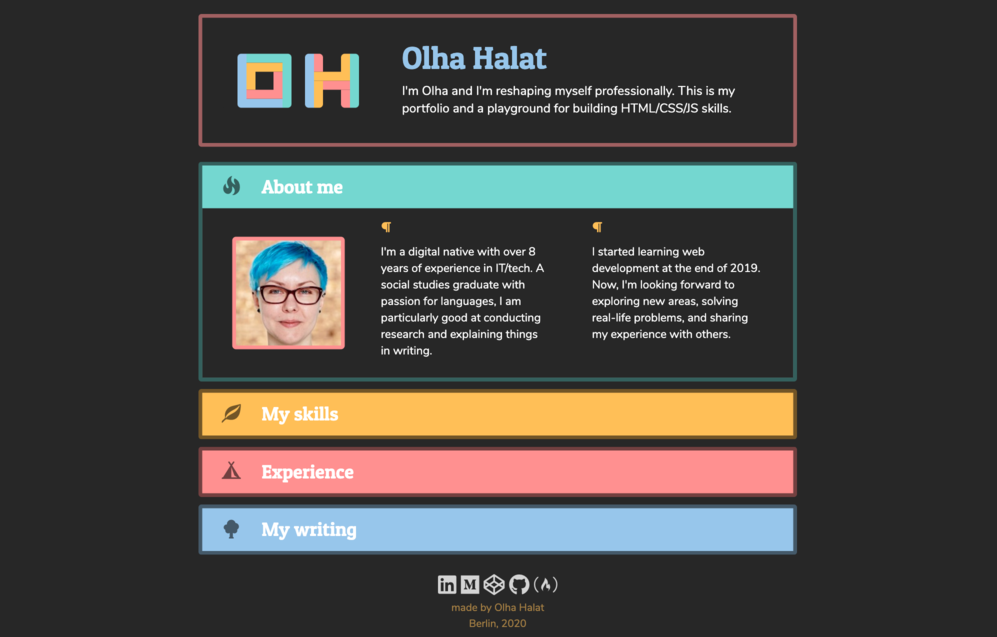 OH
Olha Halat
I'm Olha and I'm reshaping myself professionally. This is my
portfolio and a playground for building HTML/CSS/JS skills.
About me
¶
I'm a digital native with over 8
years of experience in IT/tech. A
social studies graduate with
passion for languages, I am
particularly good at conducting
research and explaining things
in writing.
¶
I started learning web
development at the end of 2019.
Now, I'm looking forward to
exploring new areas, solving
real-life problems, and sharing
my experience with others.
My skills
Experience
My writing
in M
made by Olha Halat
Berlin, 2020